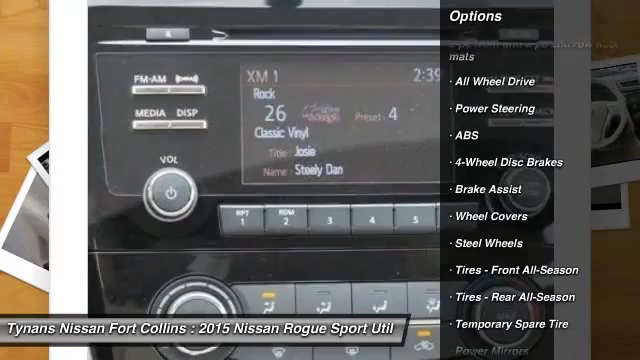 Options
mats
· All Wheel Drive
· Power Steering
· ABS
· 4-Wheel Disc Brakes
· Brake Assist
· Wheel Covers
· Steel Wheels
· Tires - Front All-Season
· Tires - Rear All-Season
· Temporary Spare Tire
· Power Mirrors
FM-AM
MEDIA DISP
VOL
XM 1 2:39
Rock
26 Preset: 4
Classic Vinyl
Title : Josie
Name : Steely Dan
RPT 1 RDM 2 3 4 5
Tynans Nissan Fort Collins : 2015 Nissan Rogue Sport Util